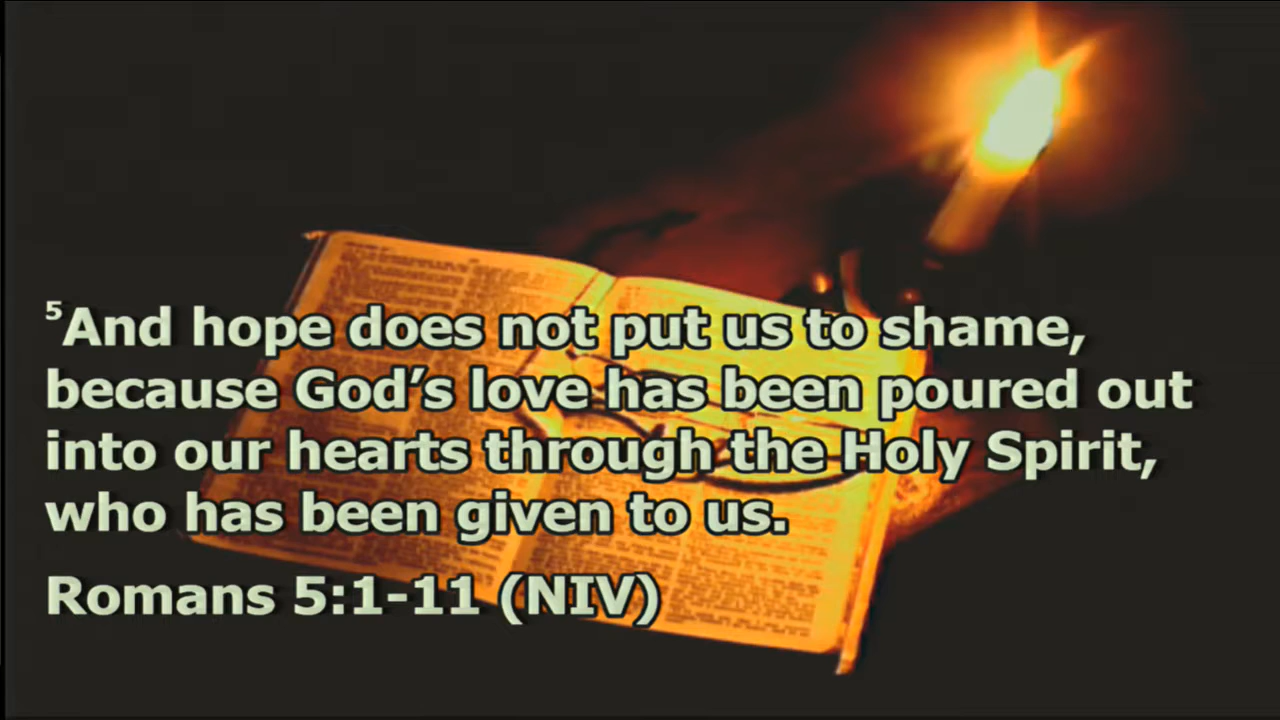 ⁵And hope does not put us to shame,
because God’s love has been poured out
into our hearts through the Holy Spirit,
who has been given to us.
Romans 5:1-11 (NIV)